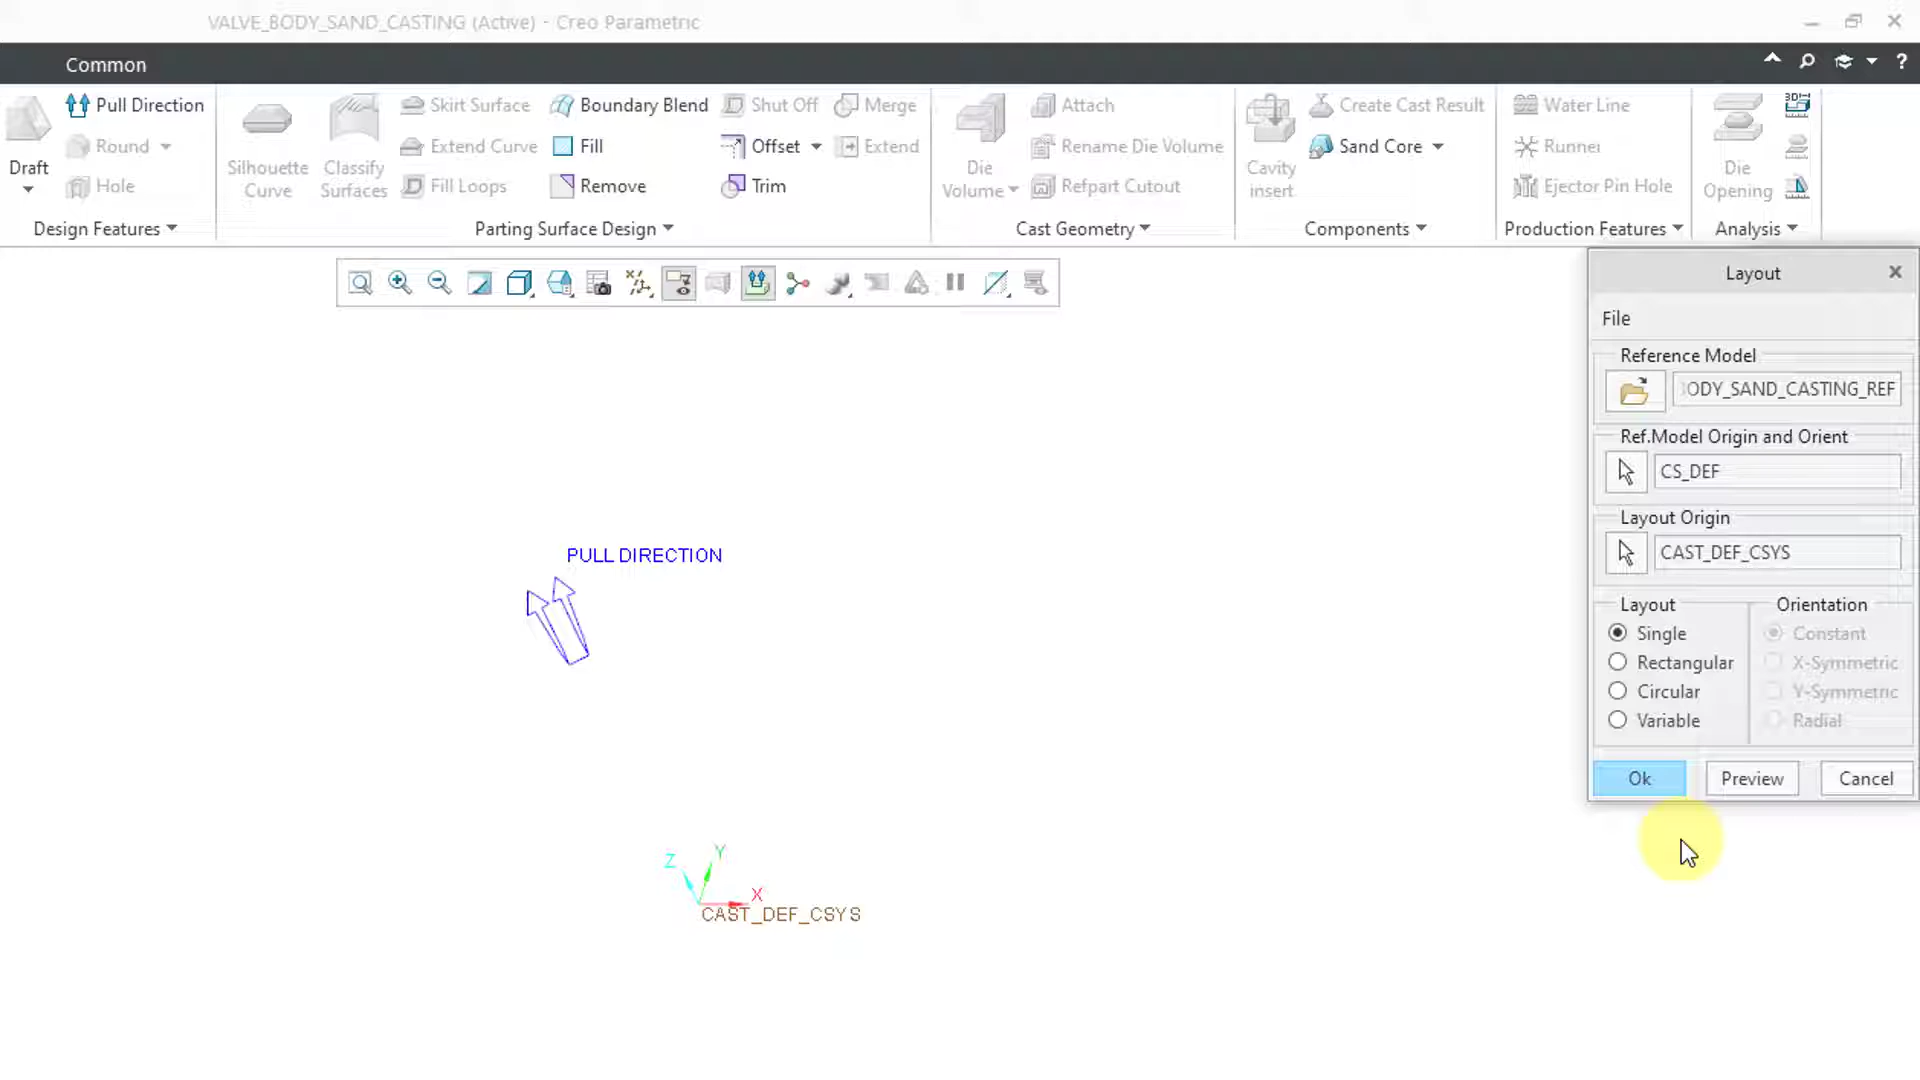 VALVE_BODY_SAND_CASTING (Active) - Creo Parametric
Common
Draft
Pull Direction
Round
Hole
Design Features
Silhouette Curve
Classify Surfaces
Skirt Surface
Extend Curve
Fill Loops
Boundary Blend
Fill
Remove
Shut Off
Offset
Trim
Merge
Extend
Parting Surface Design
Die Volume
Attach
Rename Die Volume
Refpart Cutout
Cast Geometry
Cavity insert
Create Cast Result
Sand Core
Components
Water Line
Runner
Ejector Pin Hole
Production Features
Die Opening
3D
Analysis
Layout
File
Reference Model
ODY_SAND_CASTING_REF
Ref.Model Origin and Orient
CS_DEF
Layout Origin
CAST_DEF_CSYS
Layout
Single
Rectangular
Circular
Variable
Orientation
Constant
X-Symmetric
Y-Symmetric
Radial
Ok
Preview
Cancel
PULL DIRECTION
Z
Y
X
CAST_DEF_CSYS